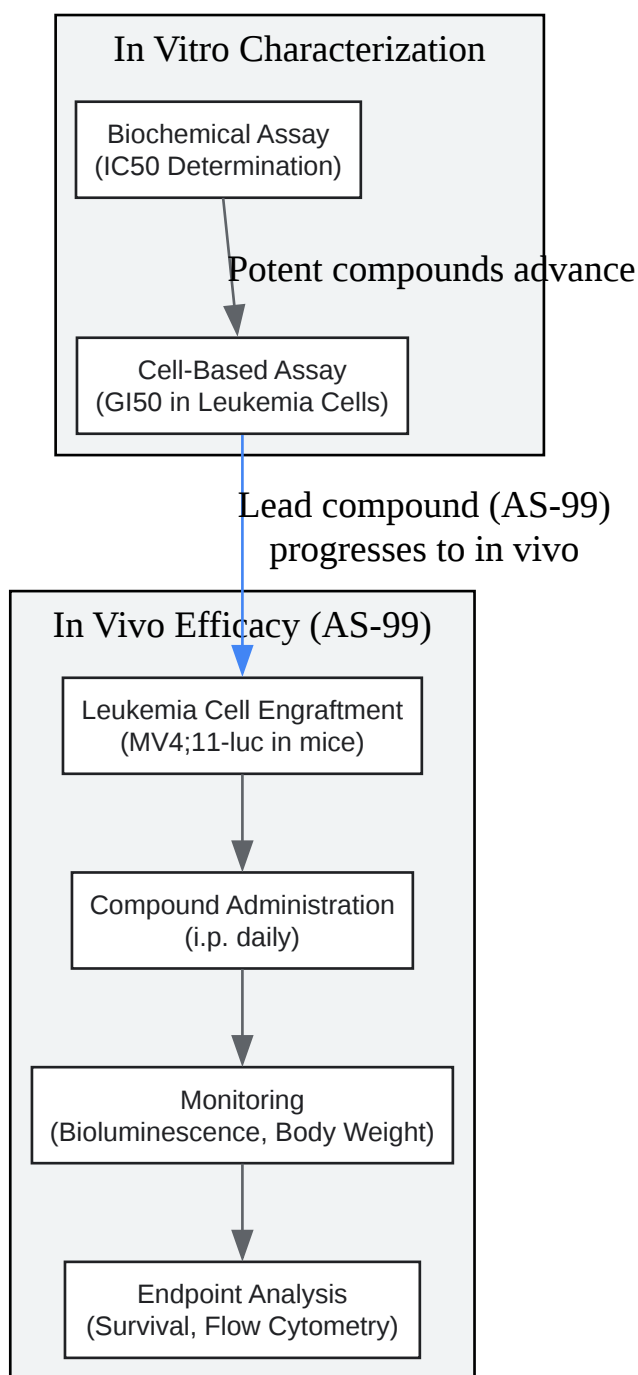 In Vitro Characterization
Biochemical Assay
(IC50 Determination)
Potent compounds advance
Cell-Based Assay
(GI50 in Leukemia Cells)
Lead compound (AS-99)
progresses to in vivo
In Vivo Efficacy (AS-99)
Leukemia Cell Engraftment
(MV4;11-luc in mice)
Compound Administration
(i.p. daily)
Monitoring
(Bioluminescence, Body Weight)
Endpoint Analysis
(Survival, Flow Cytometry)